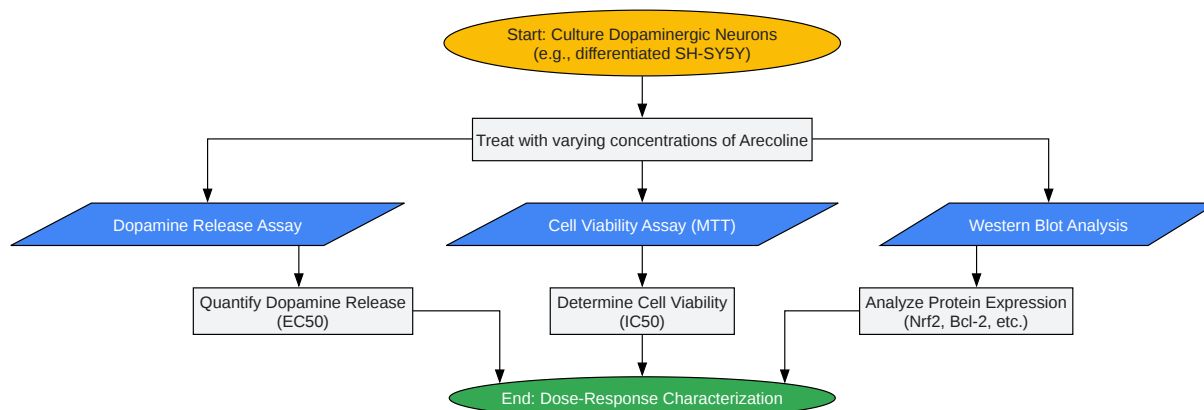 Start: Culture Dopaminergic Neurons
(e.g., differentiated SH-SY5Y)
Treat with varying concentrations of Arecoline
Dopamine Release Assay
Cell Viability Assay (MTT)
Western Blot Analysis
Quantify Dopamine Release
(EC50)
Determine Cell Viability
(IC50)
Analyze Protein Expression
(Nrf2, Bcl-2, etc.)
End: Dose-Response Characterization